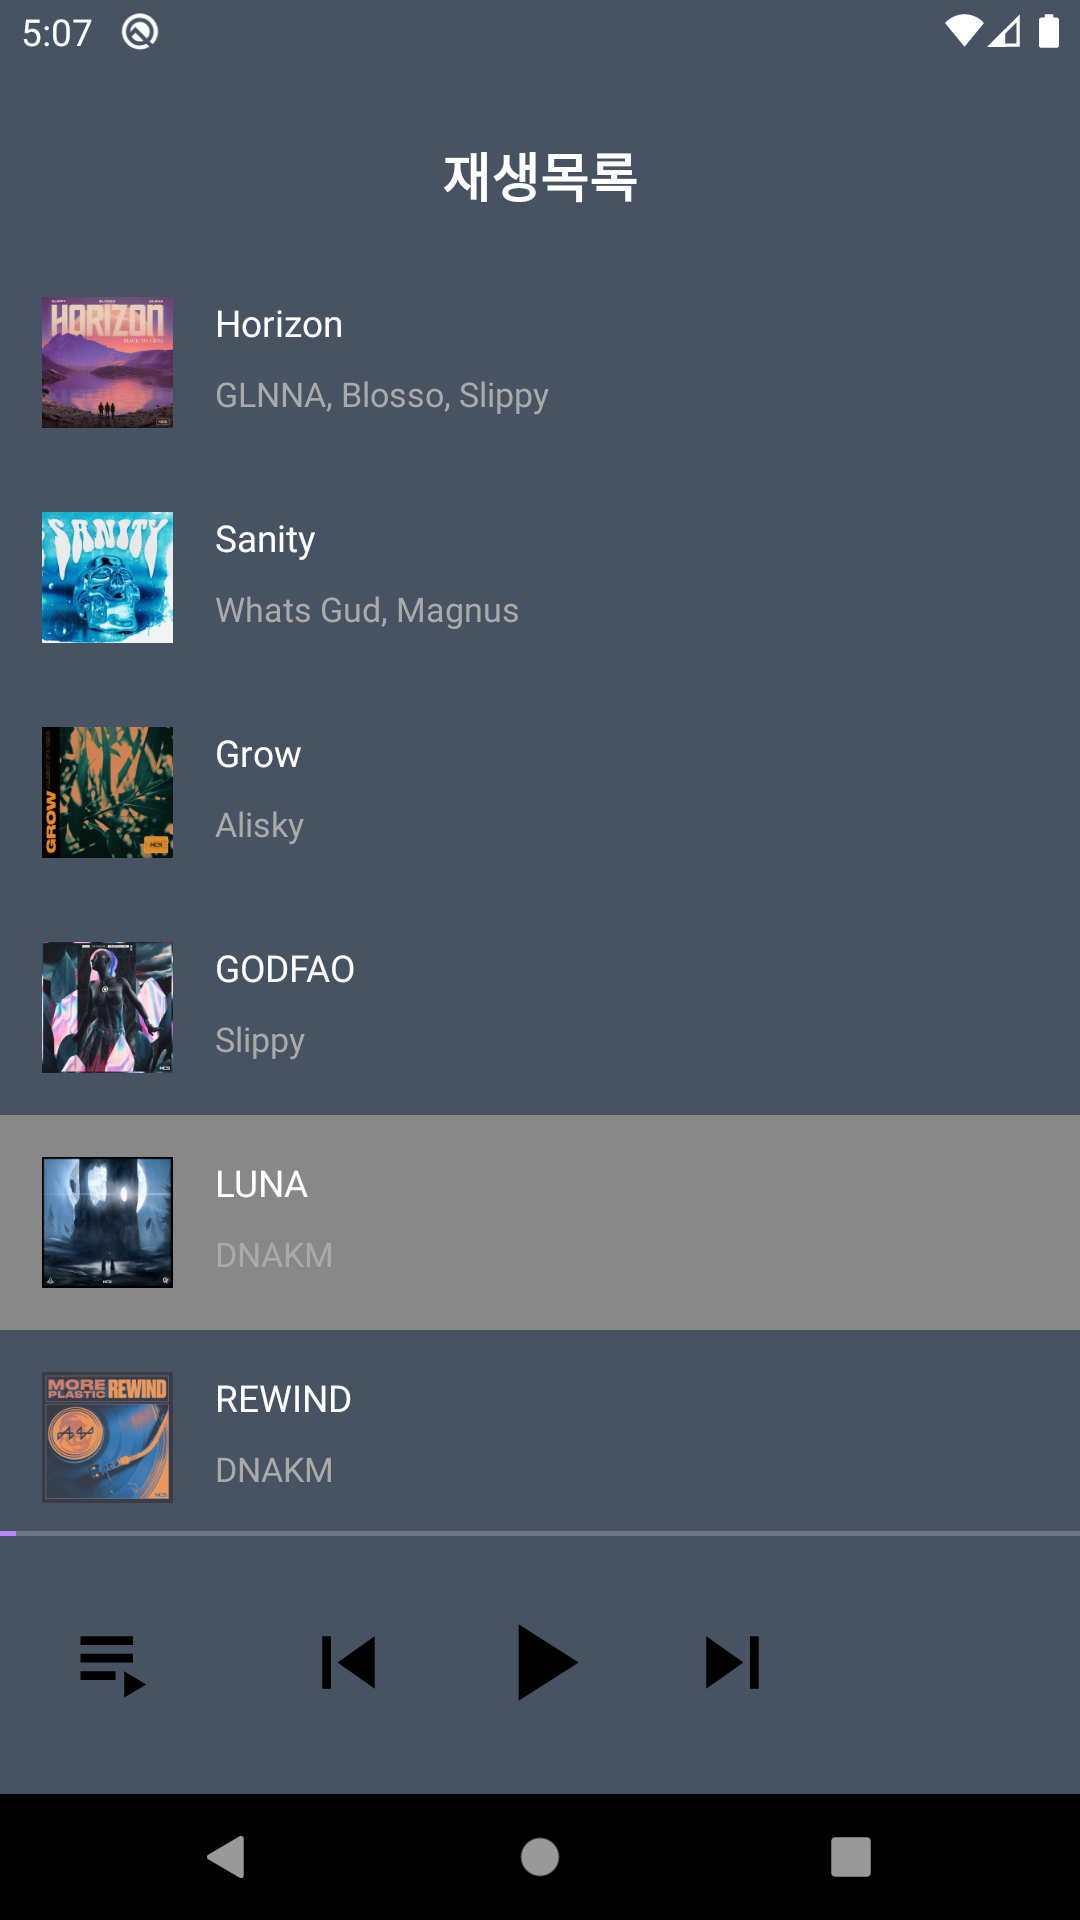 5:07
재생목록
HORIZON
Horizon
GLNNA, Blosso, Slippy
SANITY
Sanity
Whats Gud, Magnus
GROW
Grow
Alisky
GODFAO
Slippy
LUNA
DNAKM
MORE PLASTIC REWIND
REWIND
DNAKM